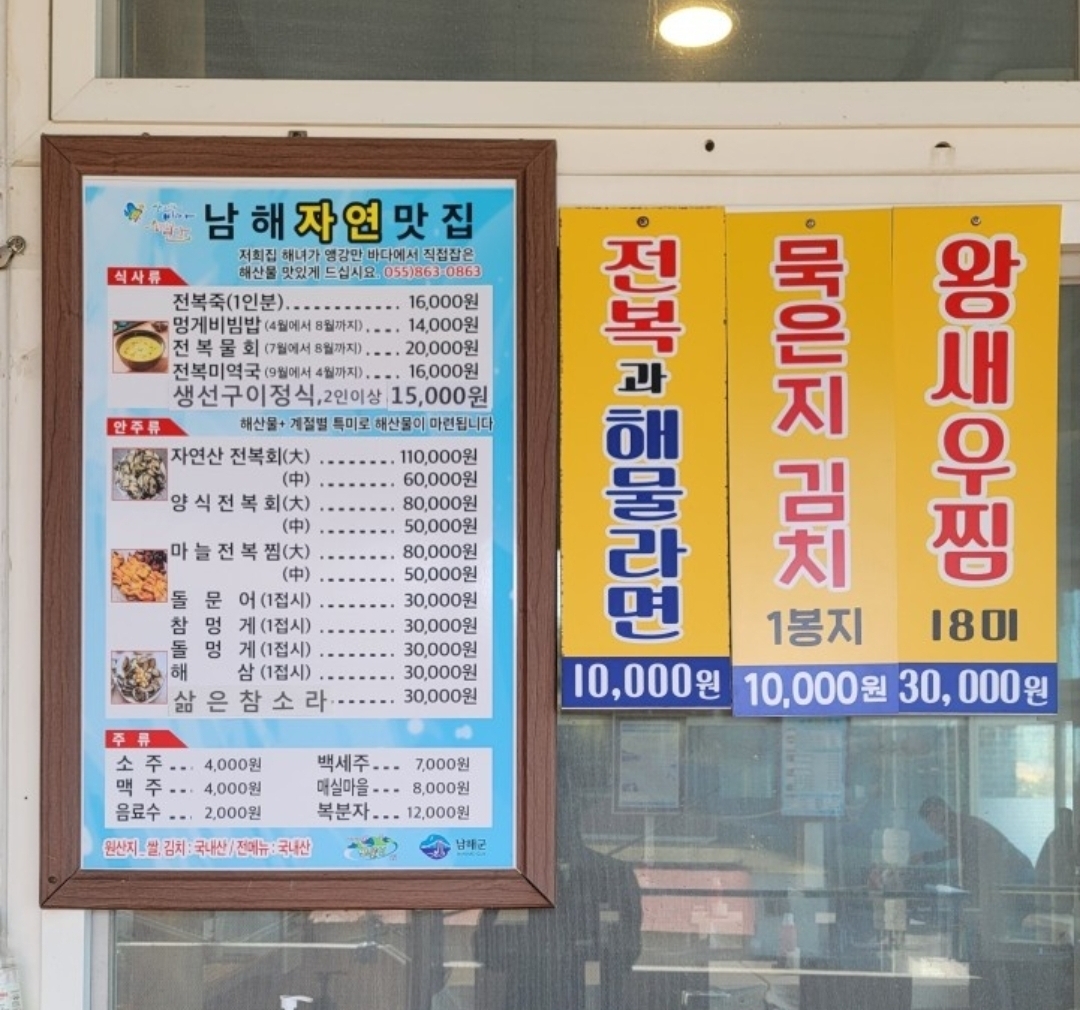 남해자연맛집
저희집 해녀가 앵강만 바다에서 직접잡은
해산물 맛있게 드십시요. 055)863-0863
식사류
전복죽(1인분)............ 16,000원
멍게비빔밥 (4월에서 8월까지).... 14,000원
전복물회 (7월에서 8월까지).... 20,000원
전복미역국 (9월에서 4월까지).... 16,000원
생선구이정식,2인이상 15,000원
안주류
해산물+ 계절별 특미로 해산물이 마련됩니다
자연산 전복회(大) ......... 110,000원
(中) ......... 60,000원
양식전복회(大) ......... 80,000원
(中) ......... 50,000원
마늘전복찜(大) ......... 80,000원
(中) ......... 50,000원
돌문어(1접시) ......... 30,000원
참멍게(1접시) ......... 30,000원
돌멍게(1접시) ......... 30,000원
해삼(1접시) ......... 30,000원
삶은참소라......... 30,000원
주류
소주 ... 4,000원 백세주 .... 7,000원
맥주 ... 4,000원 매실마을 ... 8,000원
음료수 ... 2,000원 복분자 ... 12,000원
원산지_쌀, 김치 : 국내산 / 전메뉴 : 국내산
남해군
전복과해물라면
10,000원
묵은지 김치
1봉지
10,000원
왕새우찜
18미
30,000원